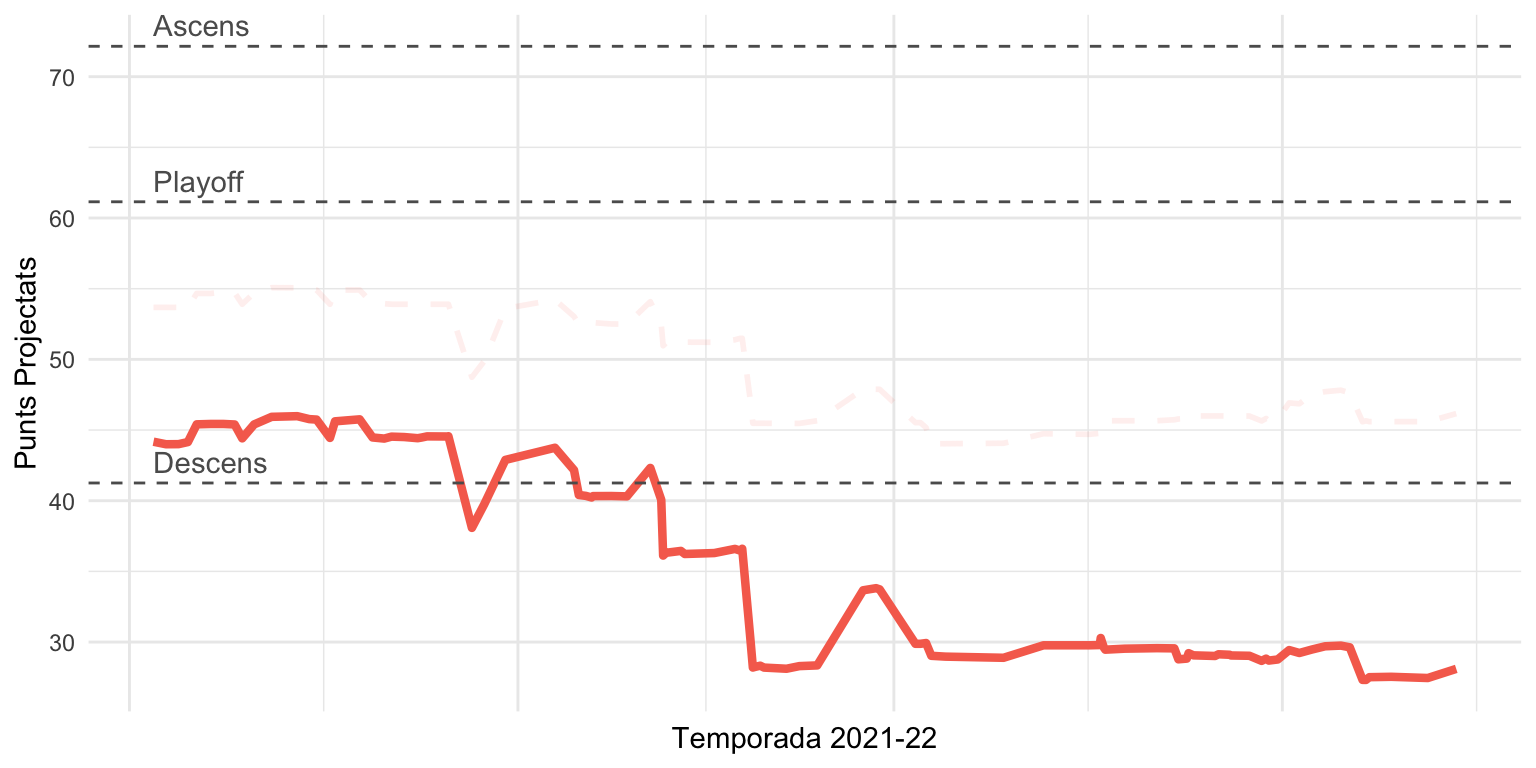 Ascens
70
Playoff
60
Punts Projectats
50
Descens
40
30
Temporada 2021-22